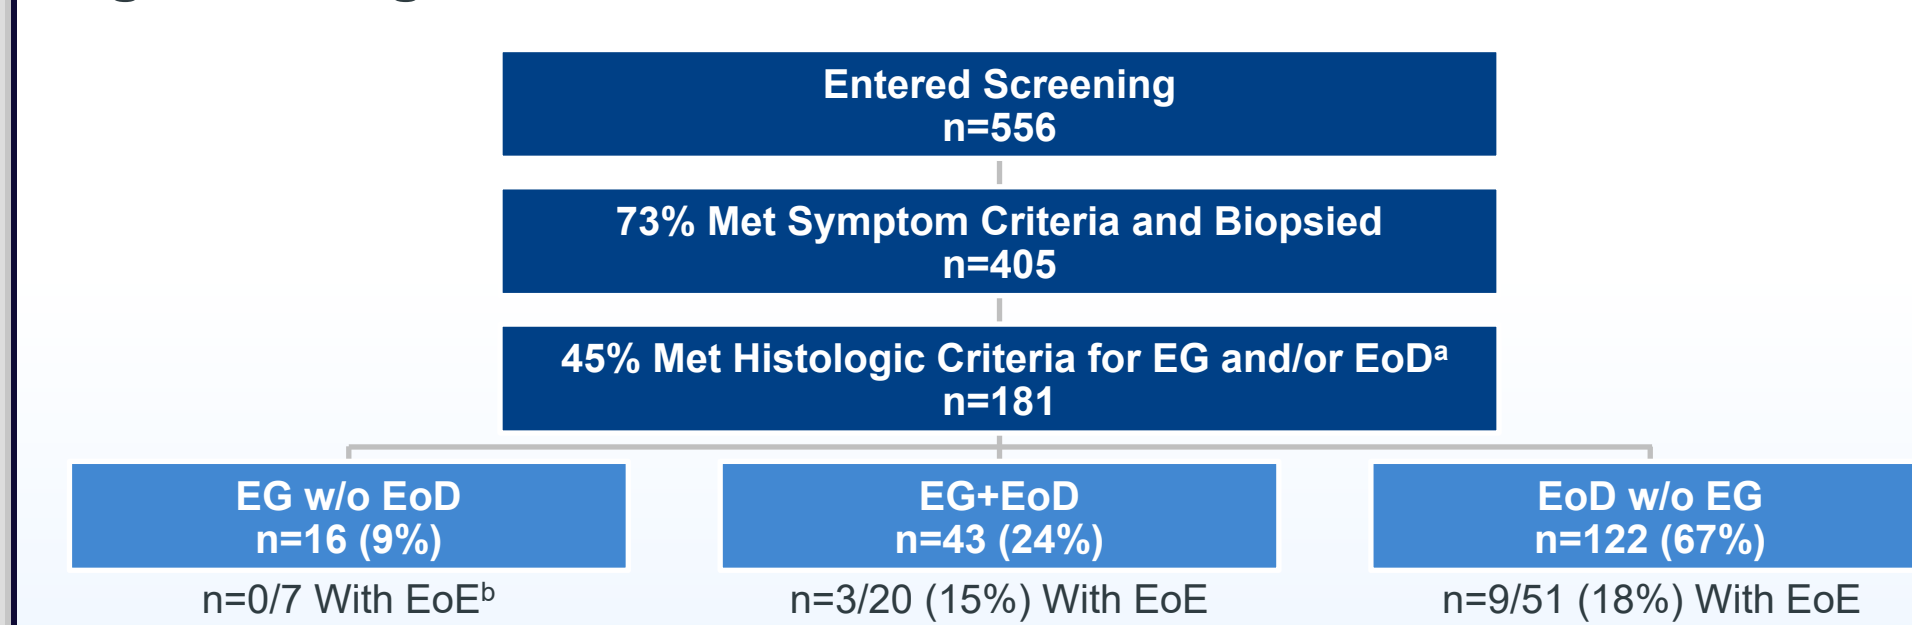 Entered Screening
n=556
73% Met Symptom Criteria and Biopsied
n=405
45% Met Histologic Criteria for EG and/or EoDᵃ
n=181
EG w/o EoD
n=16 (9%)
n=0/7 With EoEᵇ
EG+EoD
n=43 (24%)
n=3/20 (15%) With EoE
EoD w/o EG
n=122 (67%)
n=9/51 (18%) With EoE